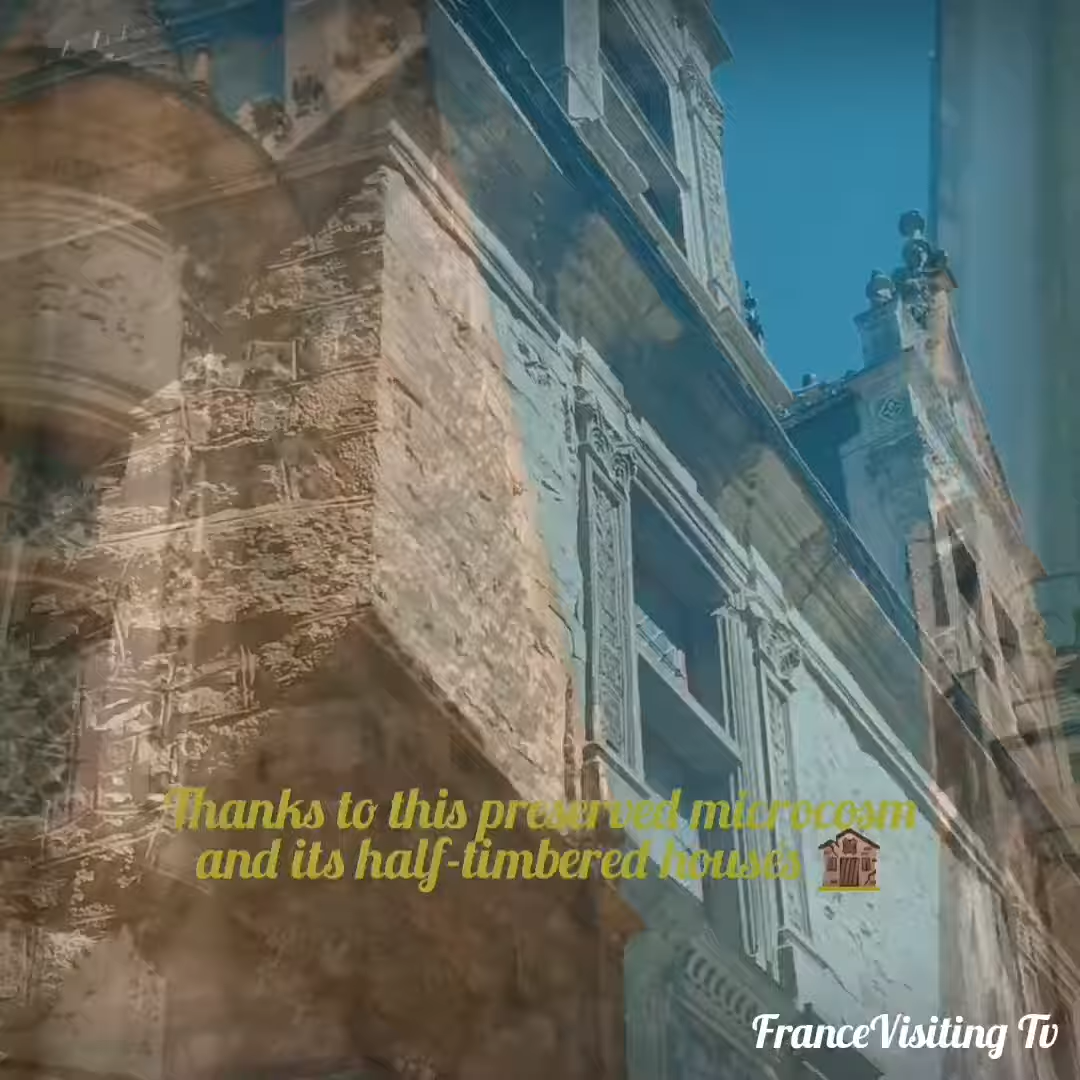 Thanks to this preserved microcosm
and its half-timbered houses
FranceVisiting Tv